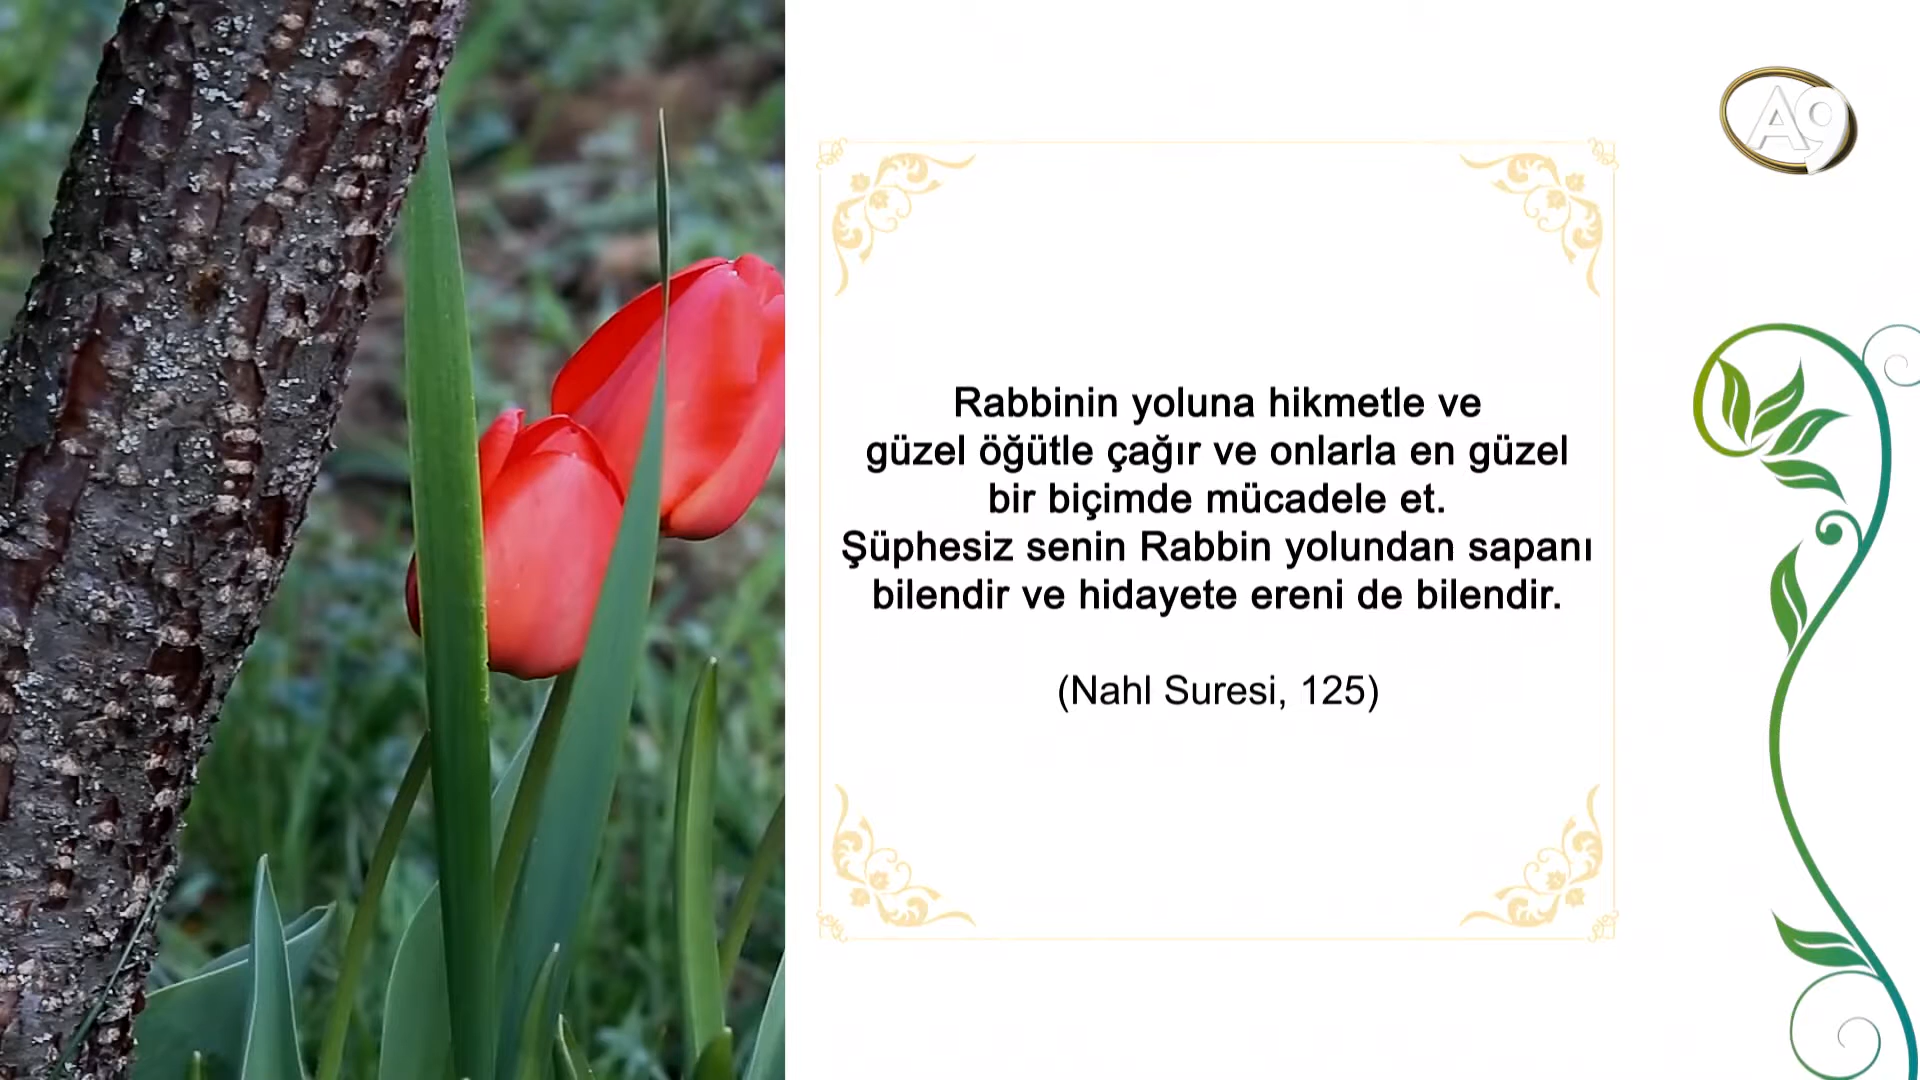 A9
Rabbinin yoluna hikmetle ve
güzel öğütle çağır ve onlarla en güzel
bir biçimde mücadele et.
Şüphesiz senin Rabbin yolundan sapanı
bilendir ve hidayete ereni de bilendir.
(Nahl Suresi, 125)